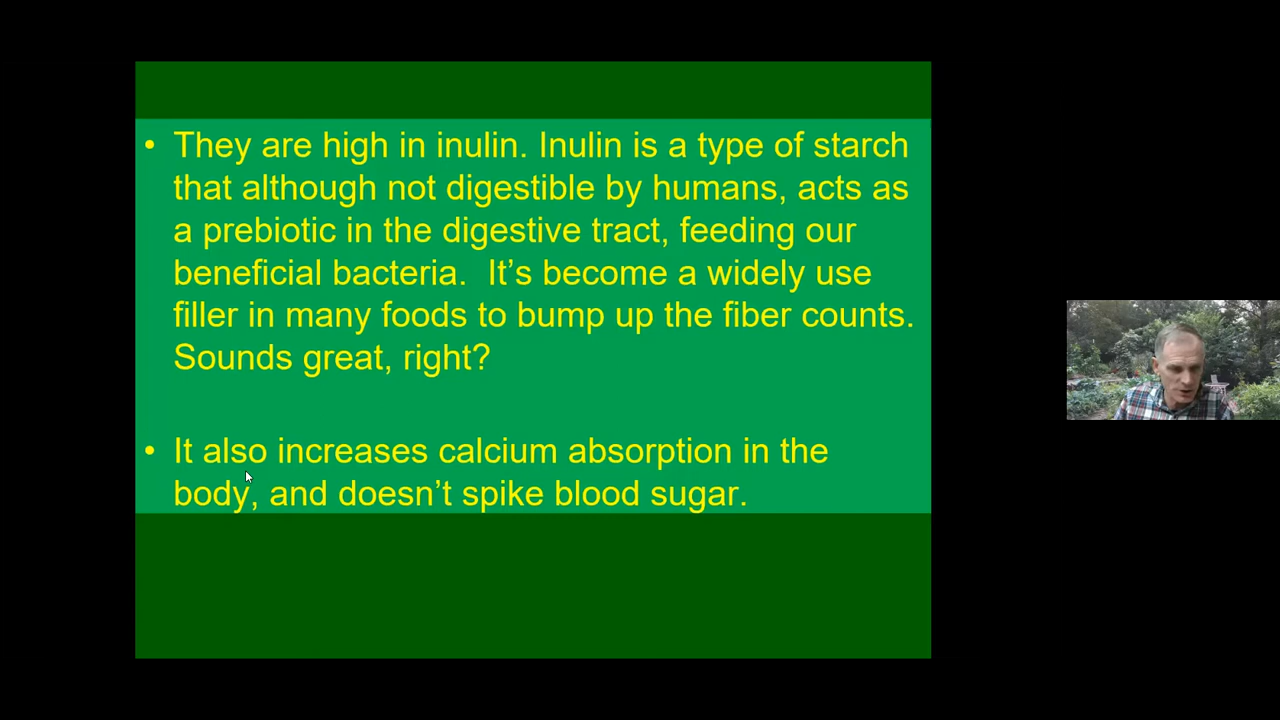 • They are high in inulin. Inulin is a type of starch
that although not digestible by humans, acts as
a prebiotic in the digestive tract, feeding our
beneficial bacteria.  It’s become a widely use
filler in many foods to bump up the fiber counts.
Sounds great, right?
• It also increases calcium absorption in the
body, and doesn’t spike blood sugar.